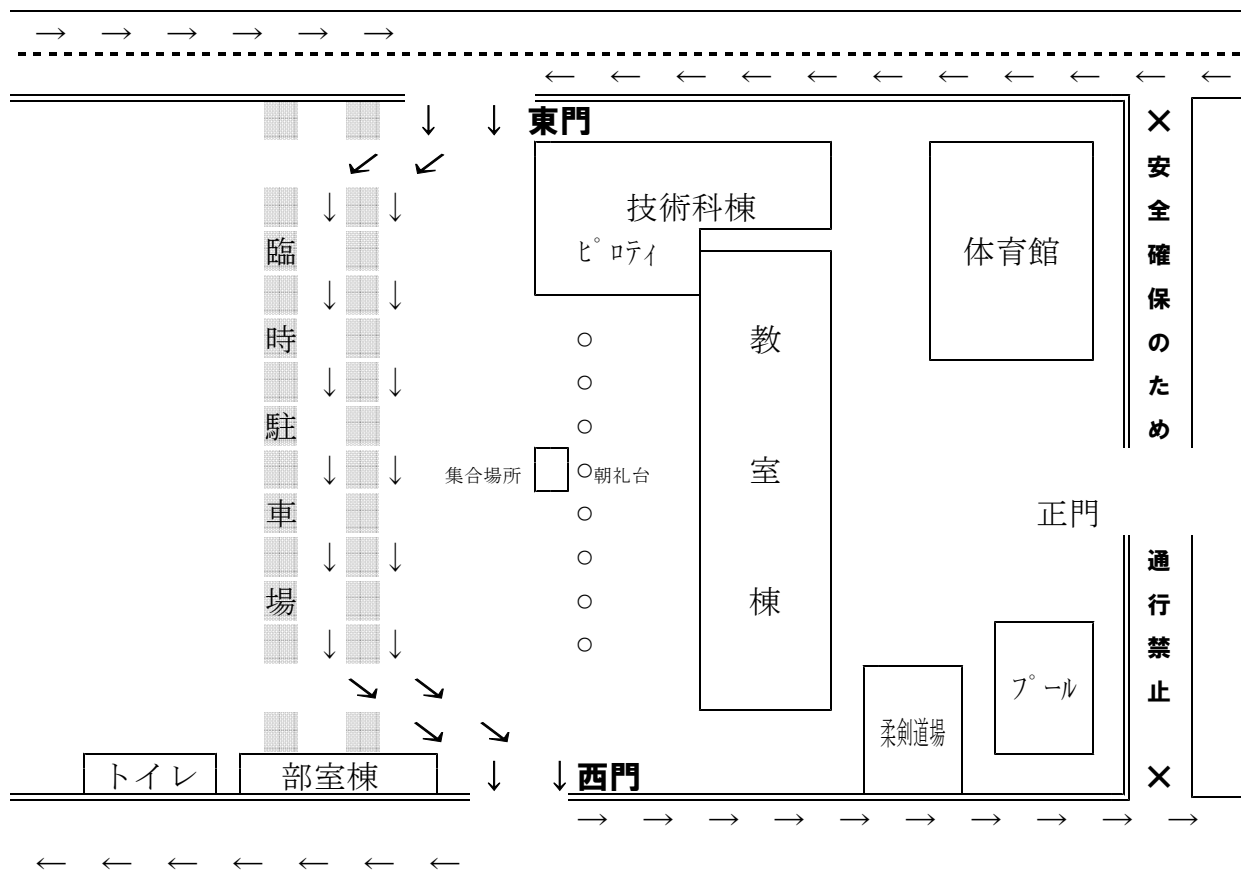 → → → → → →
← ← ← ← ← ← ← ← ← ← ←
↓ ↓ 東門
↙ ↙
技術科棟
ピロティ
体育館
×安全確保のため
通行禁止×
臨時駐車場
教室棟
○
○
○
集合場所 ○朝礼台
○
○
○
○
正門
プール
柔剣道場
↘ ↘
↘ ↘
トイレ
部室棟
↓ ↓ 西門
→ → → → → → → → → →
← ← ← ← ← ← ←